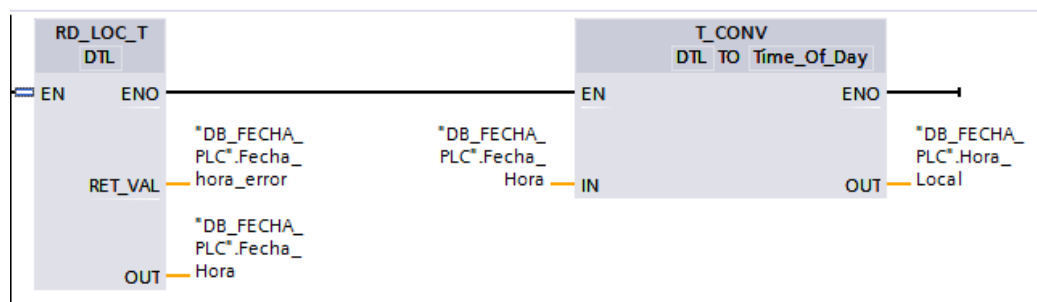 RD_LOC_T
DTL
EN ENO
"DB_FECHA_
PLC".Fecha_
hora_error
RET_VAL
"DB_FECHA_
PLC".Fecha_
Hora
OUT
T_CONV
DTL TO Time_Of_Day
EN ENO
"DB_FECHA_
PLC".Fecha_
Hora
IN
"DB_FECHA_
PLC".Hora_
Local
OUT